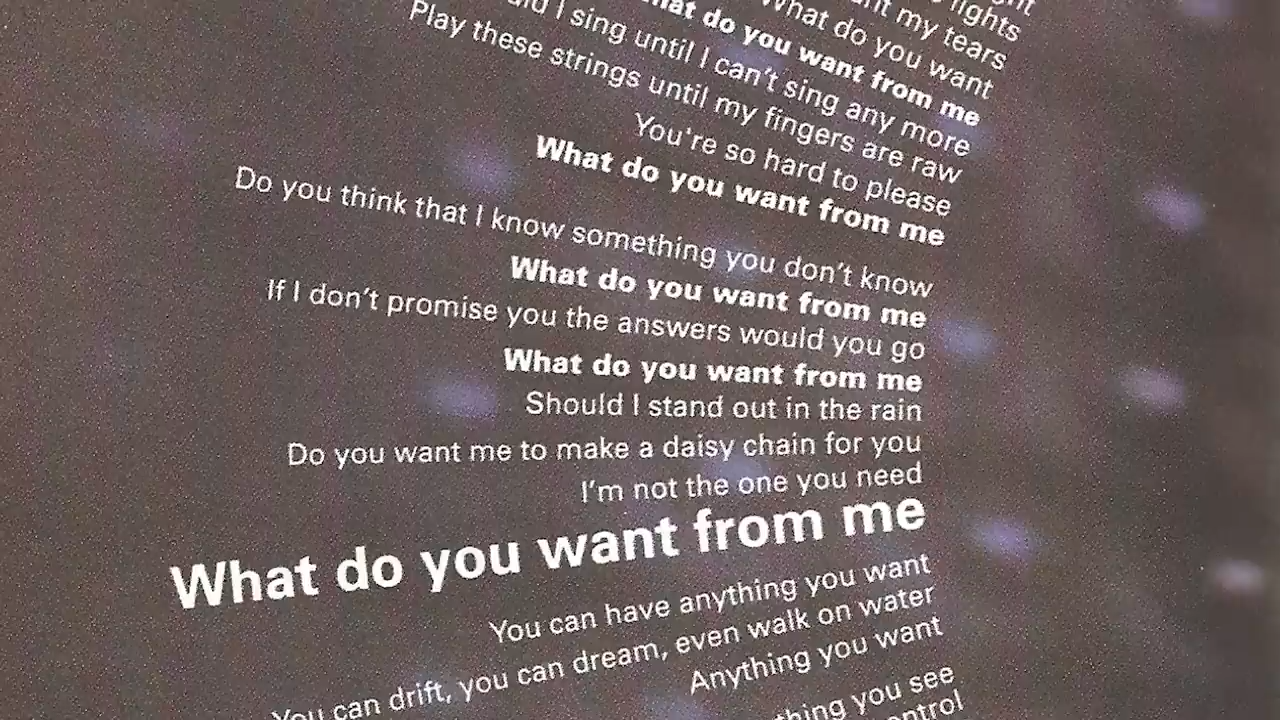 lights
my tears
What do you want
what do you want from me
I sing until I can't sing any more
Play these strings until my fingers are raw
You're so hard to please
What do you want from me
Do you think that I know something you don't know
What do you want from me
If I don't promise you the answers would you go
What do you want from me
Should I stand out in the rain
Do you want me to make a daisy chain for you
I'm not the one you need
What do you want from me
You can have anything you want
You can drift, you can dream, even walk on water
Anything you want
you see